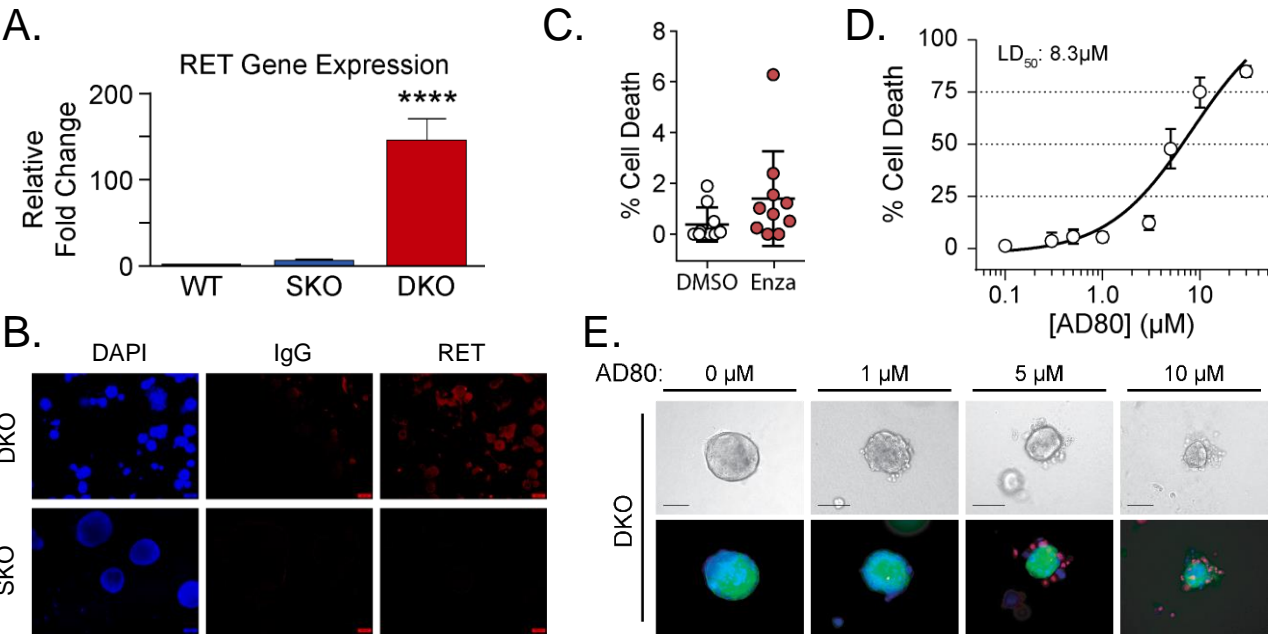 A.
RET Gene Expression
Relative
Fold Change
200
100
0
****
WT SKO DKO
B.
DAPI IgG RET
DKO
SKO
C.
% Cell Death
8
6
4
2
0
DMSO Enza
D.
% Cell Death
100
75
50
25
0
LD50: 8.3µM
0.1 1.0 10
[AD80] (µM)
E.
AD80: 0 µM 1 µM 5 µM 10 µM
DKO